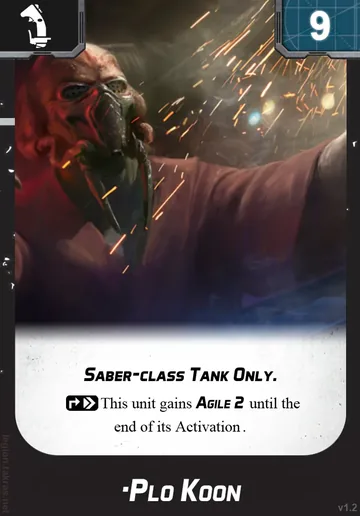 9
Saber-class Tank Only.
This unit gains Agile 2 until the
end of its Activation.
•Plo Koon
v1.2